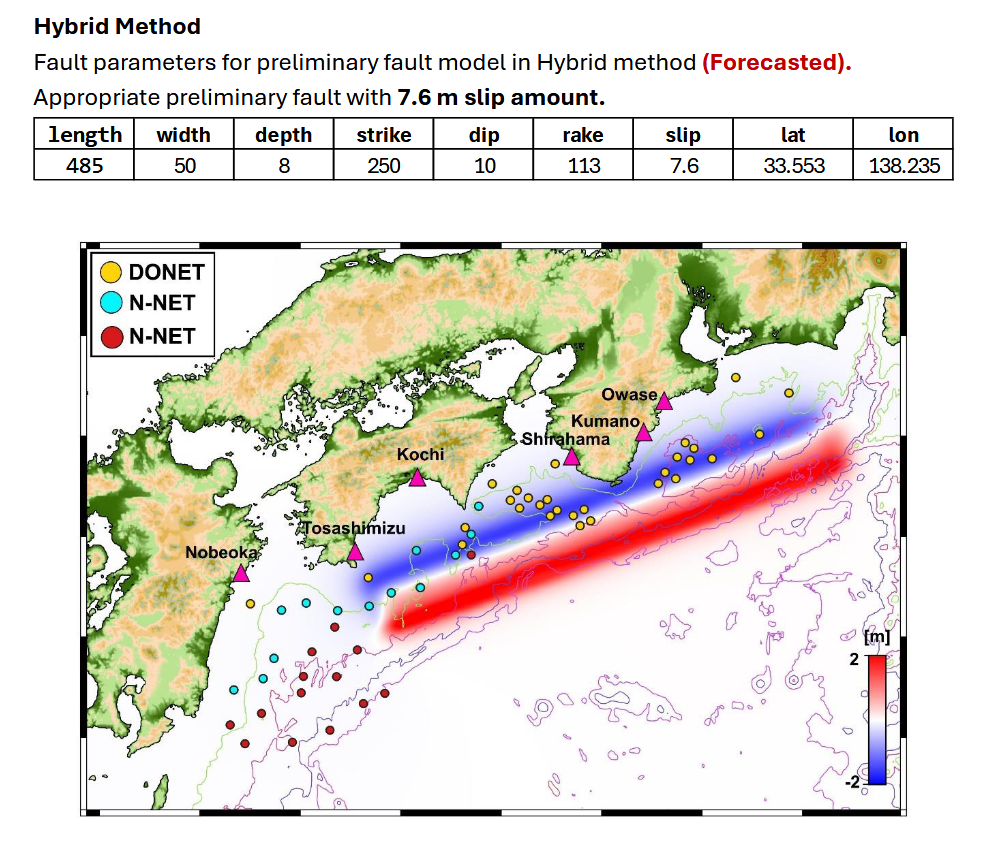 Hybrid Method
Fault parameters for preliminary fault model in Hybrid method (Forecasted).
Appropriate preliminary fault with 7.6 m slip amount.
length width depth strike dip rake slip lat lon
485 50 8 250 10 113 7.6 33.553 138.235
DONET
N-NET
N-NET
Owase
Kumano
Shirahama
Kochi
Tosashimizu
Nobeoka
[m]
2
-2